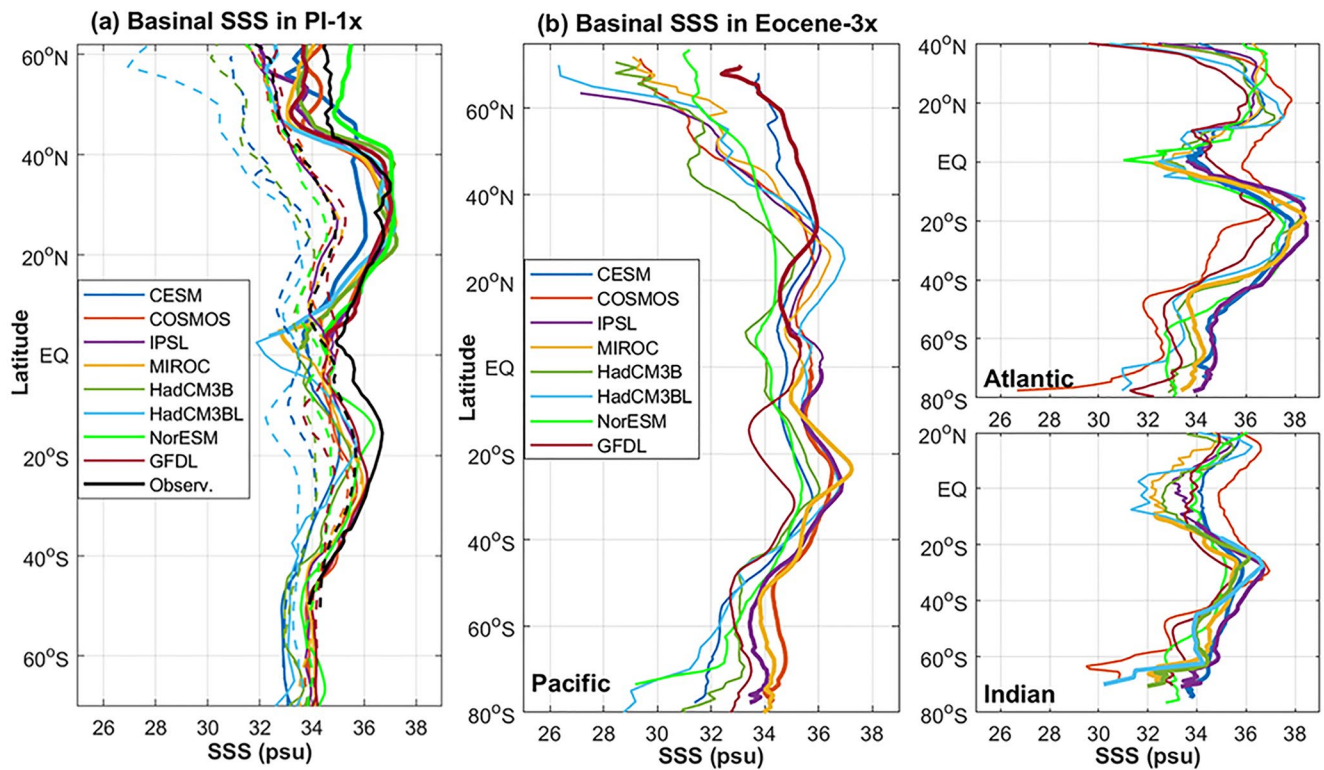 (a) Basinal SSS in PI-1x
60°N
40°N
20°N
EQ
20°S
40°S
60°S
Latitude
CESM
COSMOS
IPSL
MIROC
HadCM3B
HadCM3BL
NorESM
GFDL
Observ.
26 28 30 32 34 36 38
SSS (psu)
(b) Basinal SSS in Eocene-3x
60°N
40°N
20°N
EQ
20°S
40°S
60°S
80°S
Latitude
CESM
COSMOS
IPSL
MIROC
HadCM3B
HadCM3BL
NorESM
GFDL
Pacific
26 28 30 32 34 36 38
SSS (psu)
40°N
20°N
EQ
20°S
40°S
60°S
80°S
Atlantic
26 28 30 32 34 36 38
20°N
EQ
20°S
40°S
60°S
80°S
Indian
26 28 30 32 34 36 38
SSS (psu)